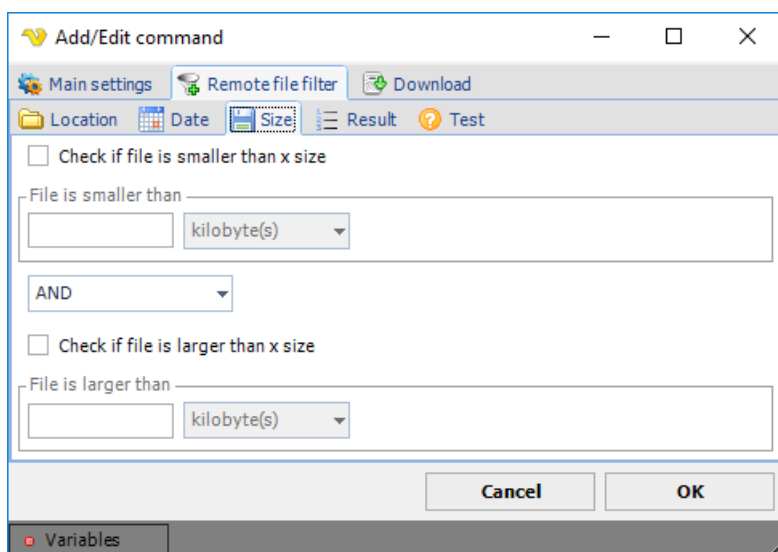 Add/Edit command
Main settings Remote file filter Download
Location Date Size Result Test
Check if file is smaller than x size
File is smaller than
kilobyte(s)
AND
Check if file is larger than x size
File is larger than
kilobyte(s)
Cancel OK
Variables